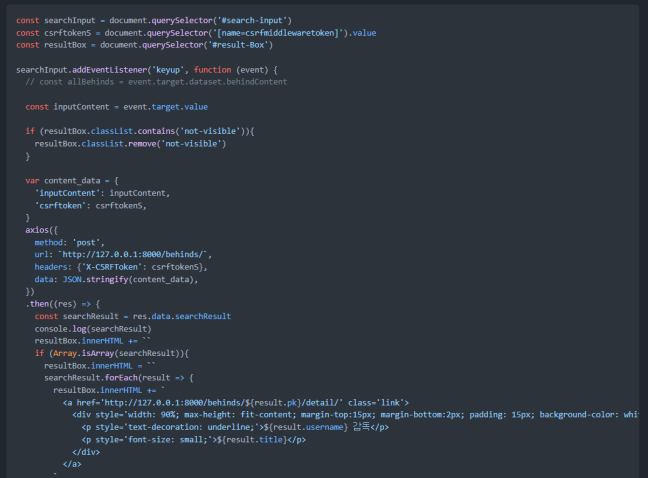 const searchInput = document.querySelector('#search-input')
const csrftokenS = document.querySelector('[name=csrfmiddlewaretoken]').value
const resultBox = document.querySelector('#result-Box')
searchInput.addEventListener('keyup', function (event) {
// const allBehinds = event.target.dataset.behindContent
const inputContent = event.target.value
if (resultBox.classList.contains('not-visible')){
resultBox.classList.remove('not-visible')
}
var content_data = {
'inputContent': inputContent,
'csrftoken': csrftokenS,
}
axios({
method: 'post',
url: `http://127.0.0.1:8000/behinds/`,
headers: {'X-CSRFToken': csrftokenS},
data: JSON.stringify(content_data),
})
.then((res) => {
const searchResult = res.data.searchResult
console.log(searchResult)
resultBox.innerHTML += ``
if (Array.isArray(searchResult)){
resultBox.innerHTML = ``
searchResult.forEach(result => {
resultBox.innerHTML += `
<a href='http://127.0.0.1:8000/behinds/${result.pk}/detail/' class='link'>
<div style='width: 90%; max-height: fit-content; margin-top:15px; margin-bottom:2px; padding: 15px; background-color: whi
<p style='text-decoration: underline;'>${result.username} 감독</p>
<p style='font-size: small;'>${result.title}</p>
</div>
</a>
`